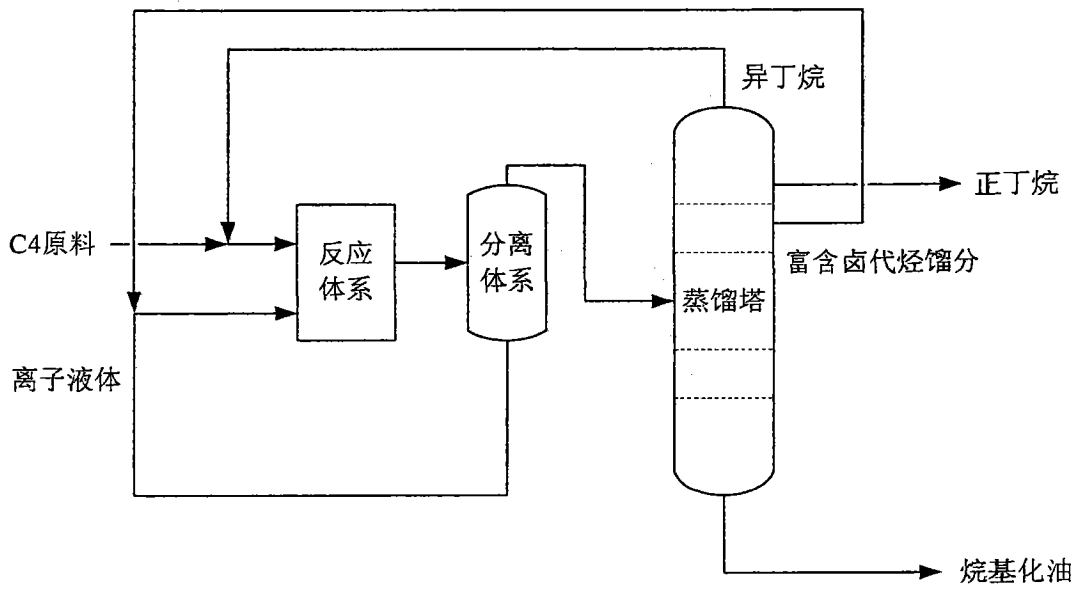 异丁烷
正丁烷
C4原料
反应
体系
分离
体系
富含卤代烃馏分
蒸馏塔
离子液体
烷基化油